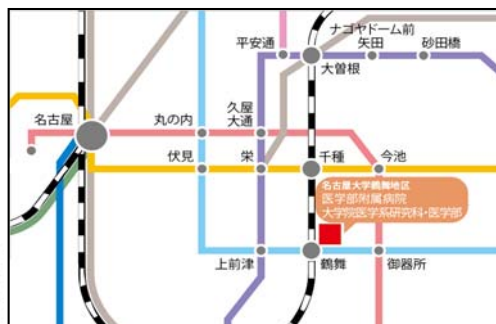 ナゴヤドーム前
平安通
矢田
砂田橋
大曽根
名古屋
丸の内
久屋
大通
伏見
栄
千種
今池
名古屋大学鶴舞地区
医学部附属病院
大学院医学系研究科・医学部
上前津
鶴舞
御器所